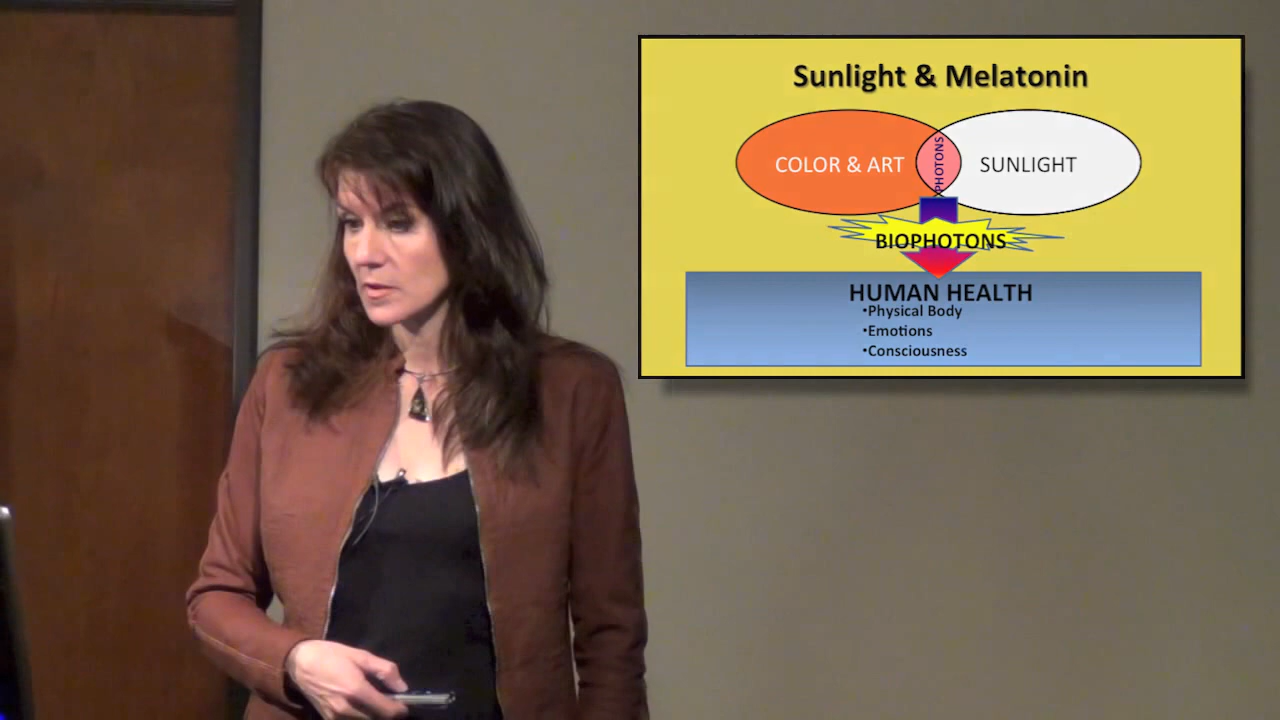 Sunlight & Melatonin
COLOR & ART
PHOTONS
SUNLIGHT
BIOPHOTONS
HUMAN HEALTH
•Physical Body
•Emotions
•Consciousness